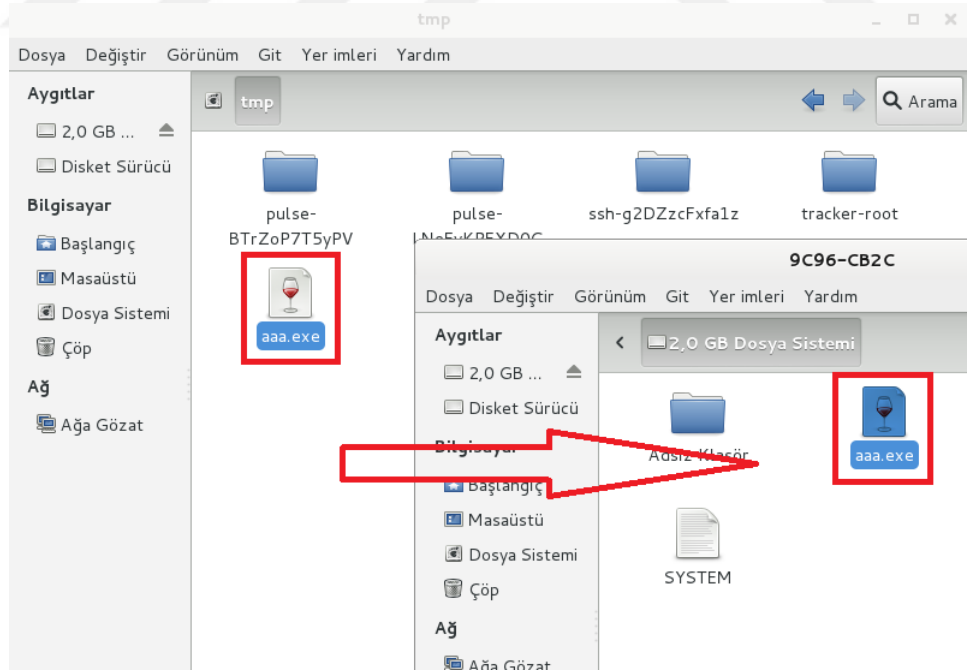 tmp
Dosya Değiştir Görünüm Git Yer imleri Yardım
Aygıtlar
2,0 GB ...
Disket Sürücü
Bilgisayar
Başlangıç
Masaüstü
Dosya Sistemi
Çöp
Ağ
Ağa Gözat
tmp
Arama
pulse-
BTrZoP7T5yPV
pulse-
ssh-g2DZzcFxfa1z
tracker-root
aaa.exe
9C96-CB2C
Dosya Değiştir Görünüm Git Yer imleri Yardım
Aygıtlar
2,0 GB ...
Disket Sürücü
Bilgisayar
Başlangıç
Masaüstü
Dosya Sistemi
Çöp
Ağ
Ağa Gözat
2,0 GB Dosya Sistemi
Adsız Klasör
aaa.exe
SYSTEM